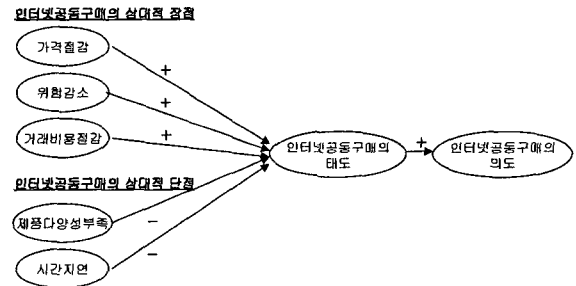 인터넷공동구매의 상대적 장점
가격절감
+
위험감소
+
거래비용절감
+
인터넷공동구매의
태도
+
인터넷공동구매의
의도
인터넷공동구매의 상대적 단점
제품다양성부족
−
시간지연
−